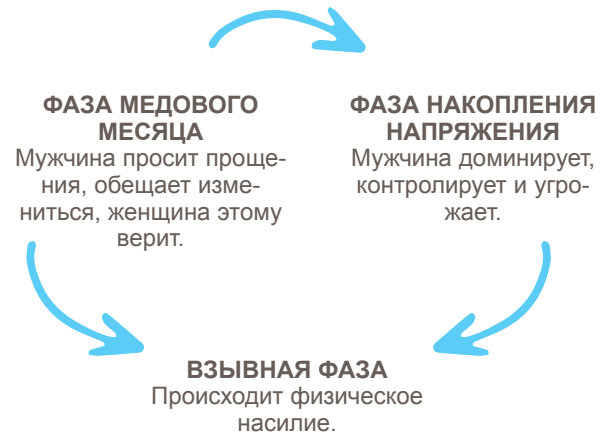 ФАЗА МЕДОВОГО
МЕСЯЦА
Мужчина просит проще-
ния, обещает изме-
ниться, женщина этому
верит.
ФАЗА НАКОПЛЕНИЯ
НАПРЯЖЕНИЯ
Мужчина доминирует,
контролирует и угро-
жает.
ВЗЫВНАЯ ФАЗА
Происходит физическое
насилие.